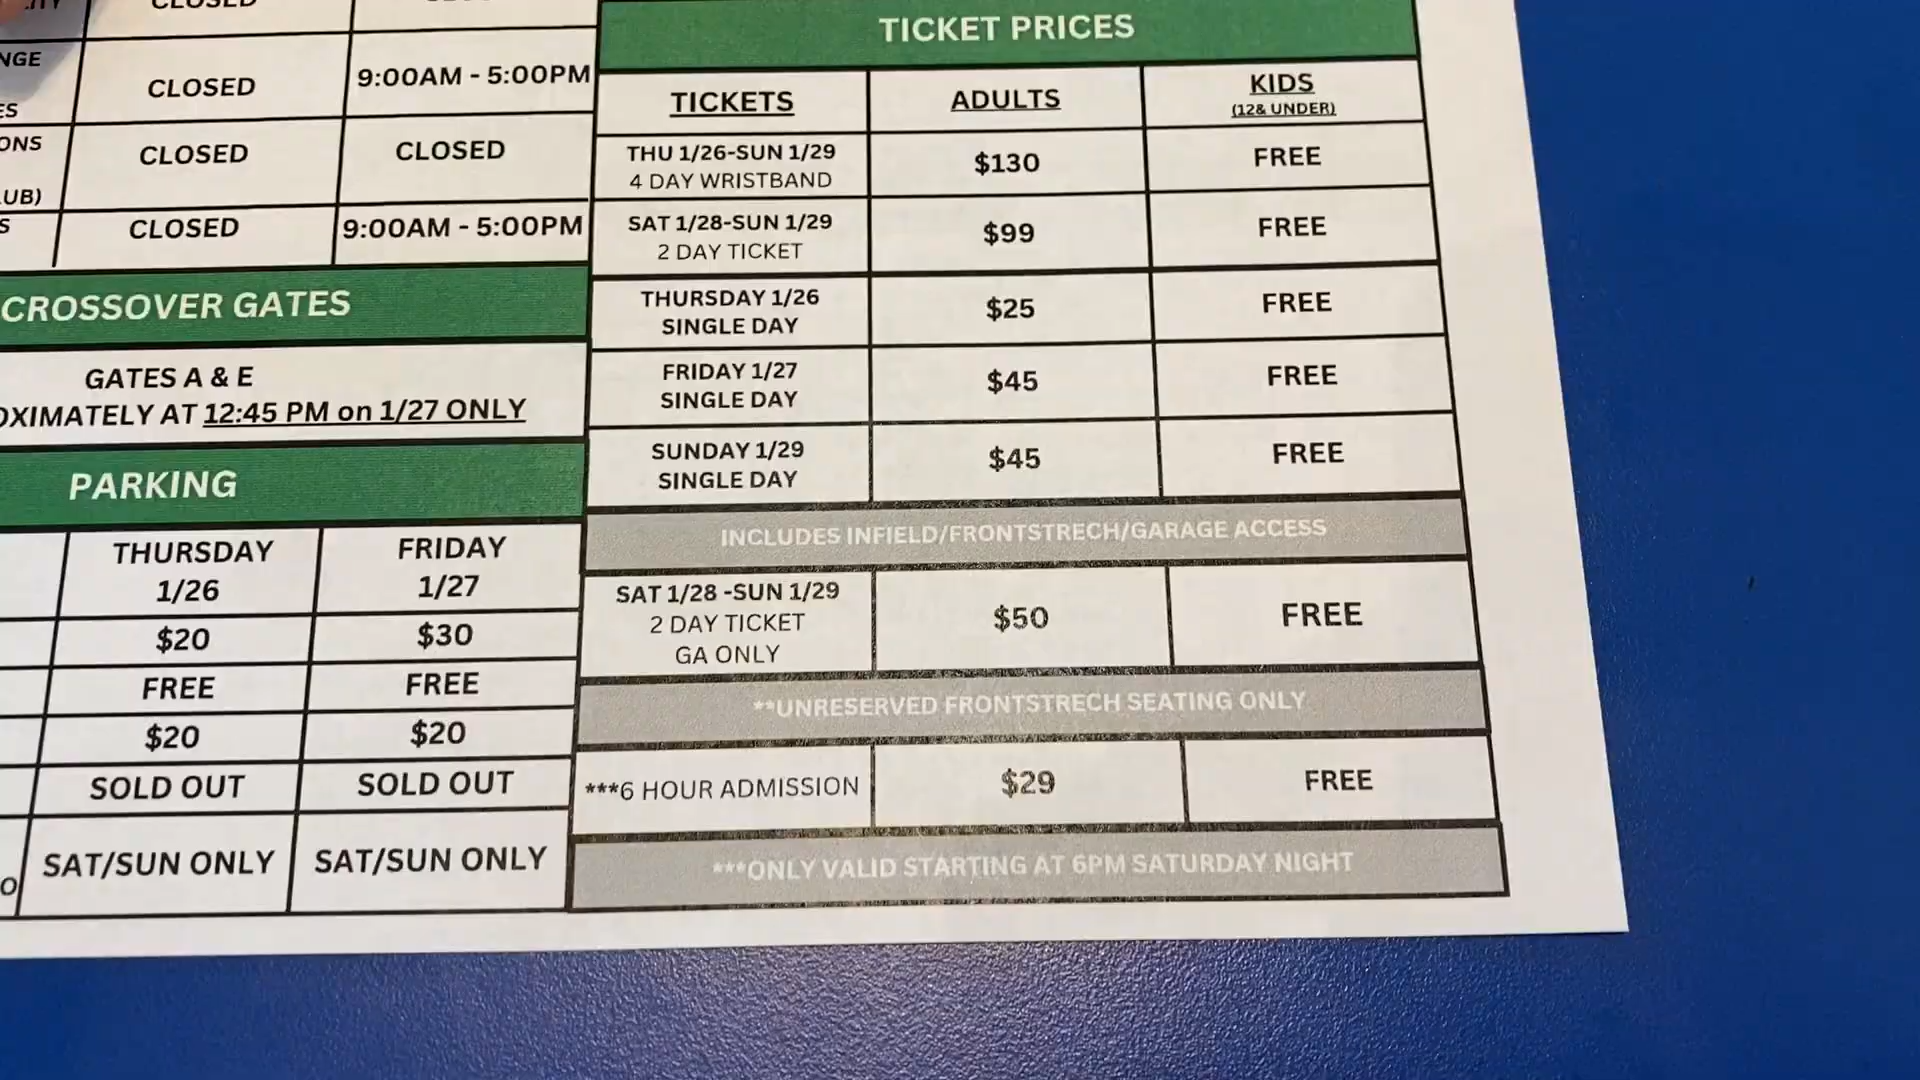 CLOSED
NGE
ES
CLOSED
9:00AM - 5:00PM
ONS
LUB)
CLOSED
CLOSED
S
CLOSED
9:00AM - 5:00PM
CROSSOVER GATES
GATES A & E
OXIMATELY AT 12:45 PM on 1/27 ONLY
PARKING
THURSDAY
1/26
FRIDAY
1/27
$20
$30
FREE
FREE
$20
$20
SOLD OUT
SOLD OUT
SAT/SUN ONLY
SAT/SUN ONLY
TICKET PRICES
TICKETS
ADULTS
KIDS
(12& UNDER)
THU 1/26-SUN 1/29
4 DAY WRISTBAND
$130
FREE
SAT 1/28-SUN 1/29
2 DAY TICKET
$99
FREE
THURSDAY 1/26
SINGLE DAY
$25
FREE
FRIDAY 1/27
SINGLE DAY
$45
FREE
SUNDAY 1/29
SINGLE DAY
$45
FREE
INCLUDES INFIELD/FRONTSTRECH/GARAGE ACCESS
SAT 1/28 -SUN 1/29
2 DAY TICKET
GA ONLY
$50
FREE
**UNRESERVED FRONTSTRECH SEATING ONLY
***6 HOUR ADMISSION
$29
FREE
***ONLY VALID STARTING AT 6PM SATURDAY NIGHT